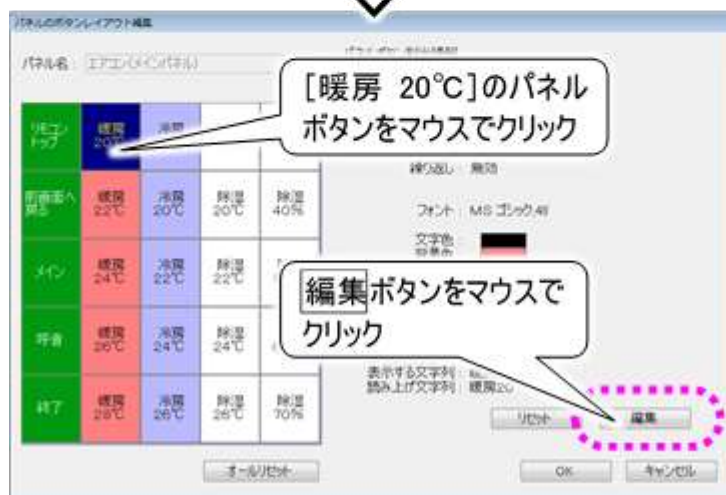 パネルのボタンレイアウト編集
パネル名 エアコン(メインパネル)
[暖房 20℃]のパネル
ボタンをマウスでクリック
リモコン
トップ
暖房
20℃
繰り返し: 無効
前画面へ
戻る
暖房
22℃
冷房
20℃
除湿
20℃
除湿
40%
フォント: MS ゴシック,48
文字色
メイン
暖房
24℃
冷房
22℃
除湿
22℃
編集ボタンをマウスで
クリック
呼音
暖房
26℃
冷房
24℃
除湿
24℃
表示する文字列:
読み上げ文字列: 暖房20
終了
暖房
28℃
冷房
26℃
除湿
26℃
除湿
70%
リセット
編集
オールリセット
OK
キャンセル